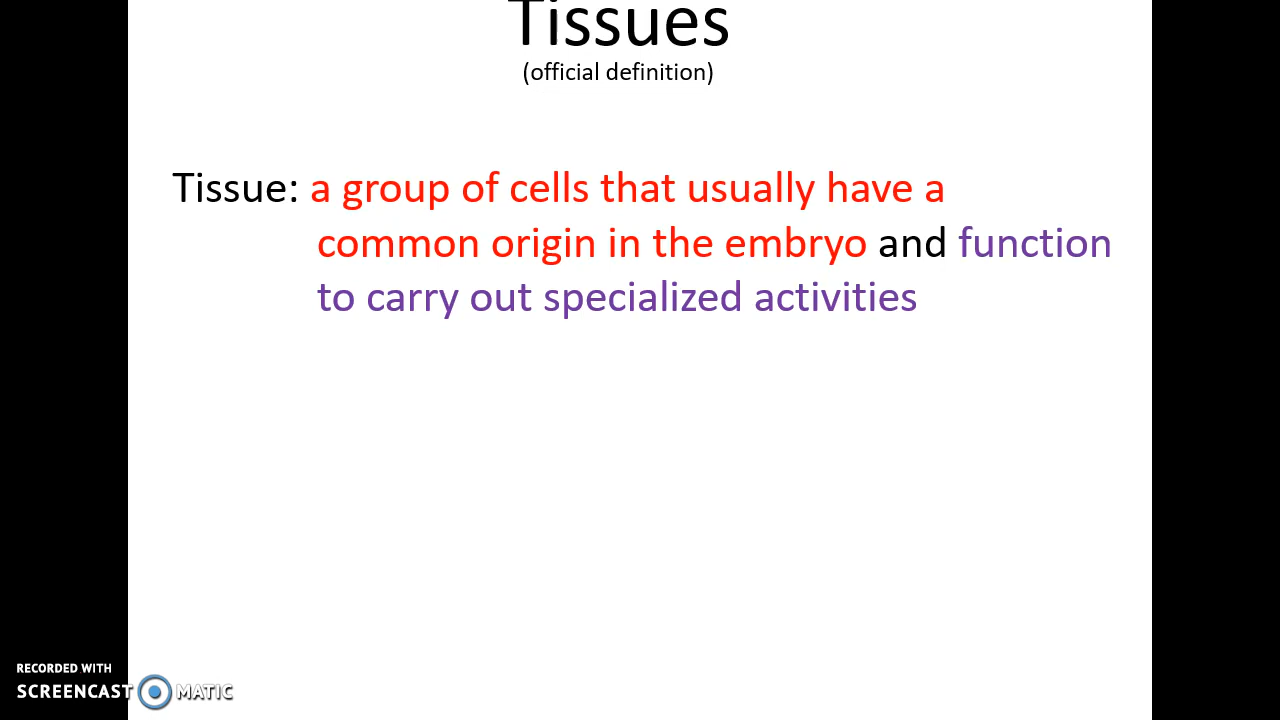 Tissues
(official definition)
Tissue: a group of cells that usually have a
common origin in the embryo and function
to carry out specialized activities
RECORDED WITH
SCREENCAST MATIC